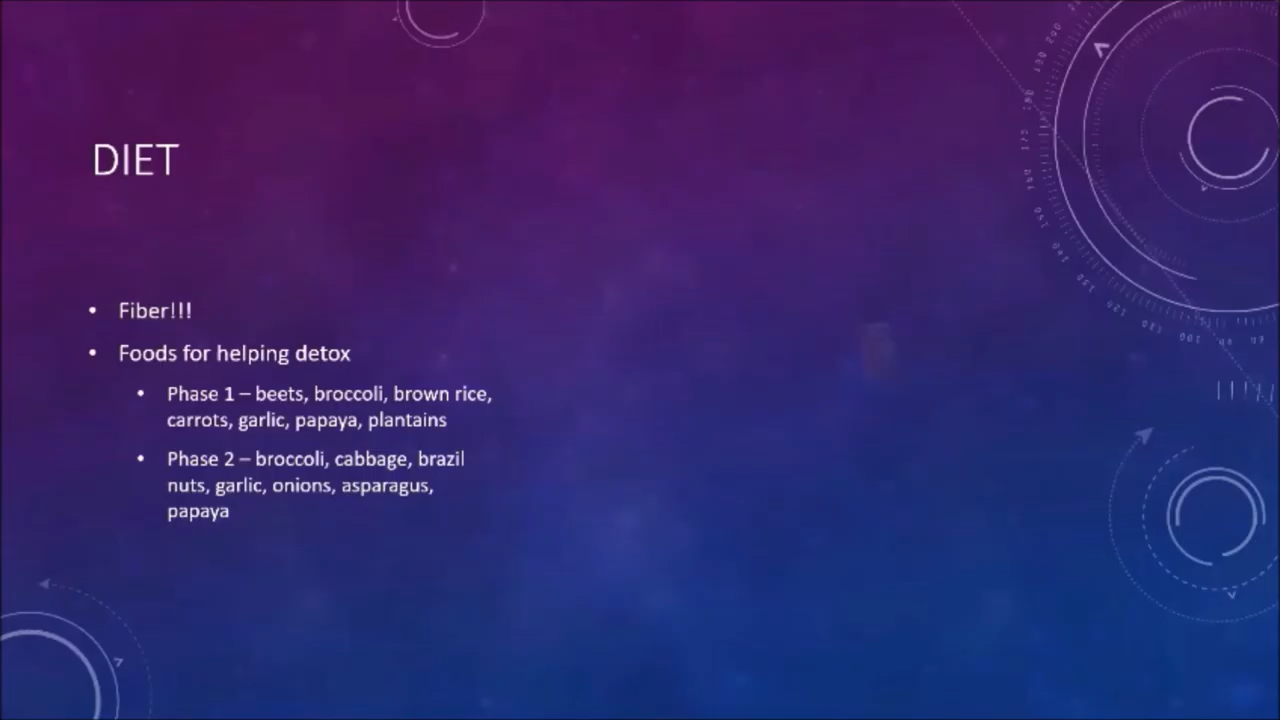 DIET
• Fiber!!!
• Foods for helping detox
• Phase 1 – beets, broccoli, brown rice,
carrots, garlic, papaya, plantains
• Phase 2 – broccoli, cabbage, brazil
nuts, garlic, onions, asparagus,
papaya